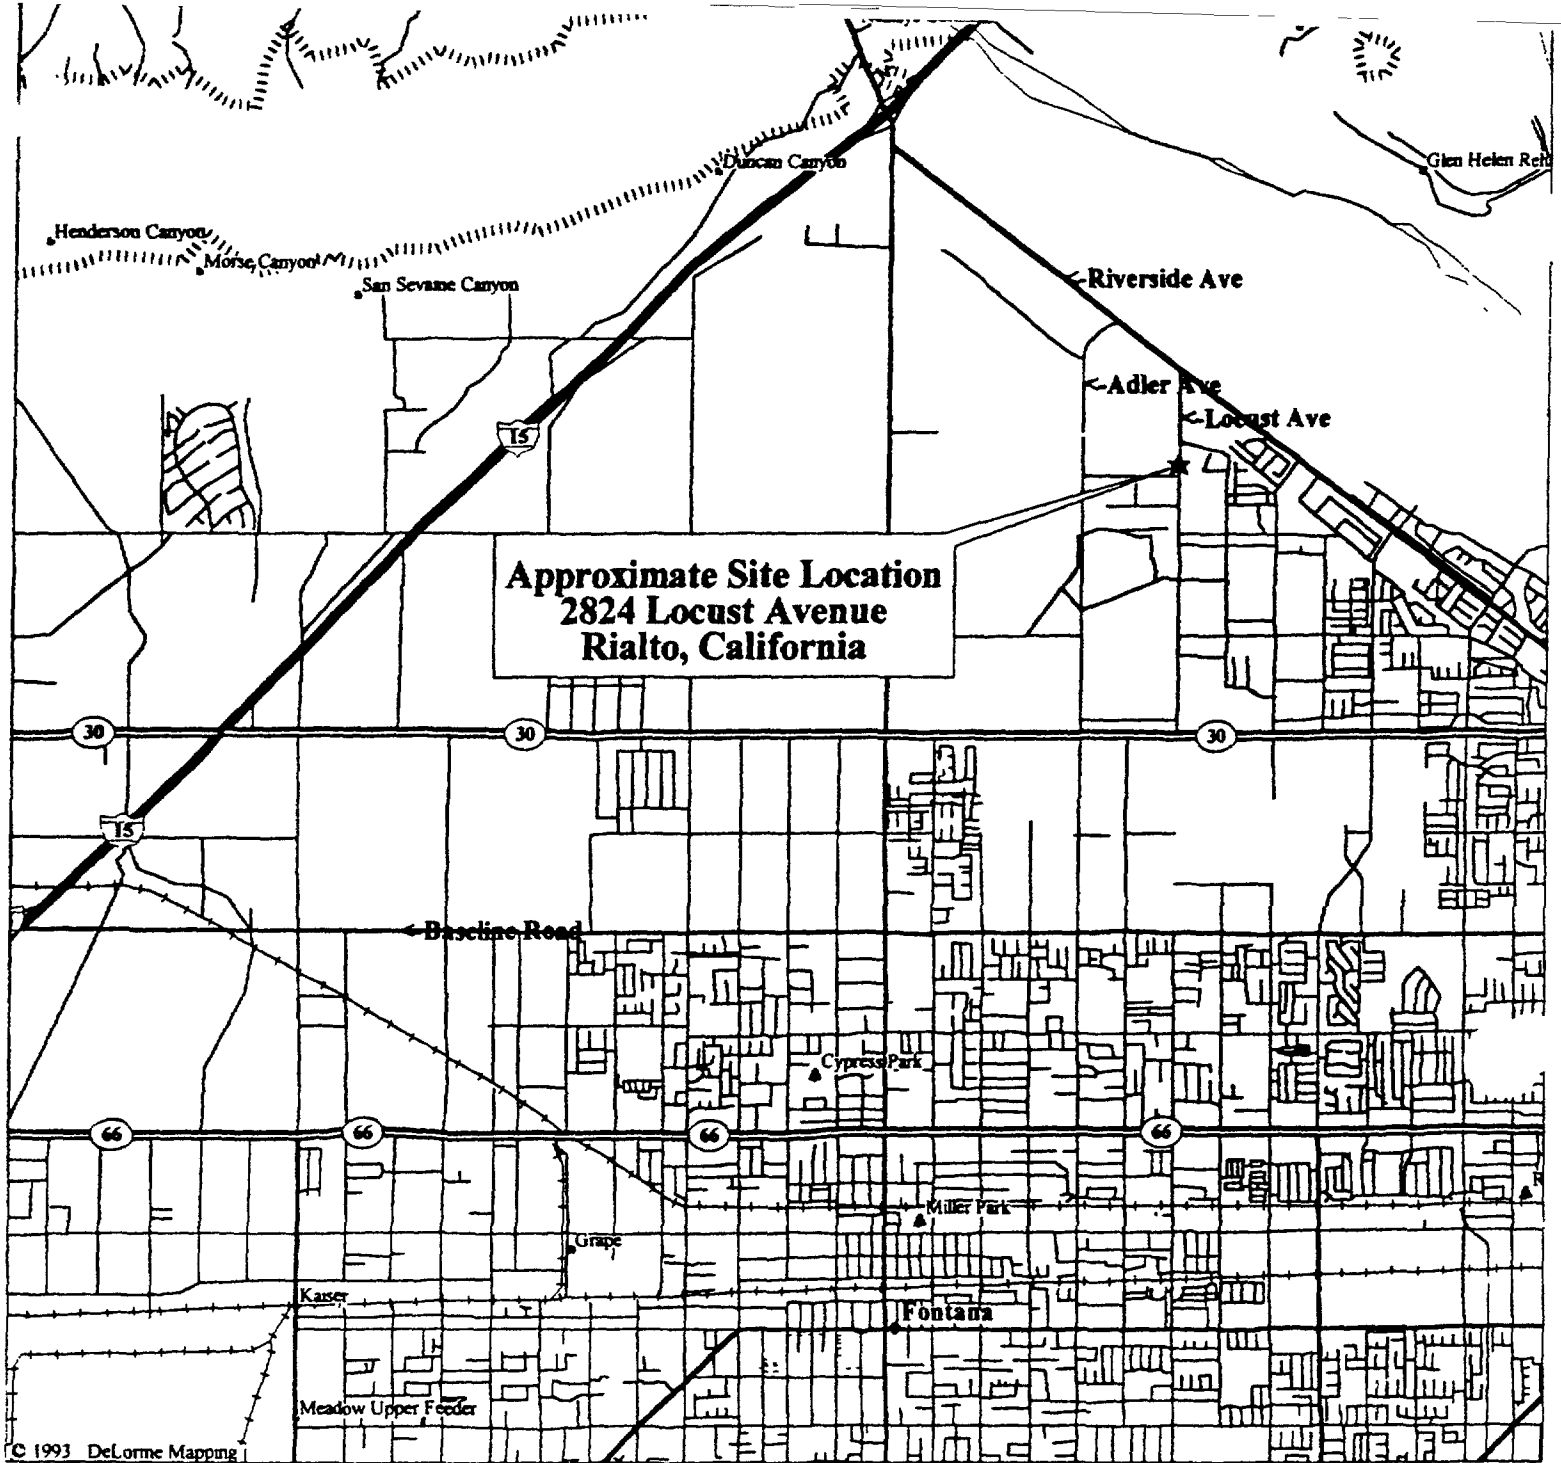 Duncan Canyon
Glen Helen Reh
Henderson Canyon
Morse Canyon
San Sevaine Canyon
<-Riverside Ave
<-Adler Ave
<-Locust Ave
15
Approximate Site Location
2824 Locust Avenue
Rialto, California
30
30
30
15
<-Baseline Road
Cypress Park
66
66
66
66
R
Miller Park
Grape
Kaiser
Fontana
Meadow Upper Feeder
© 1993 DeLorme Mapping